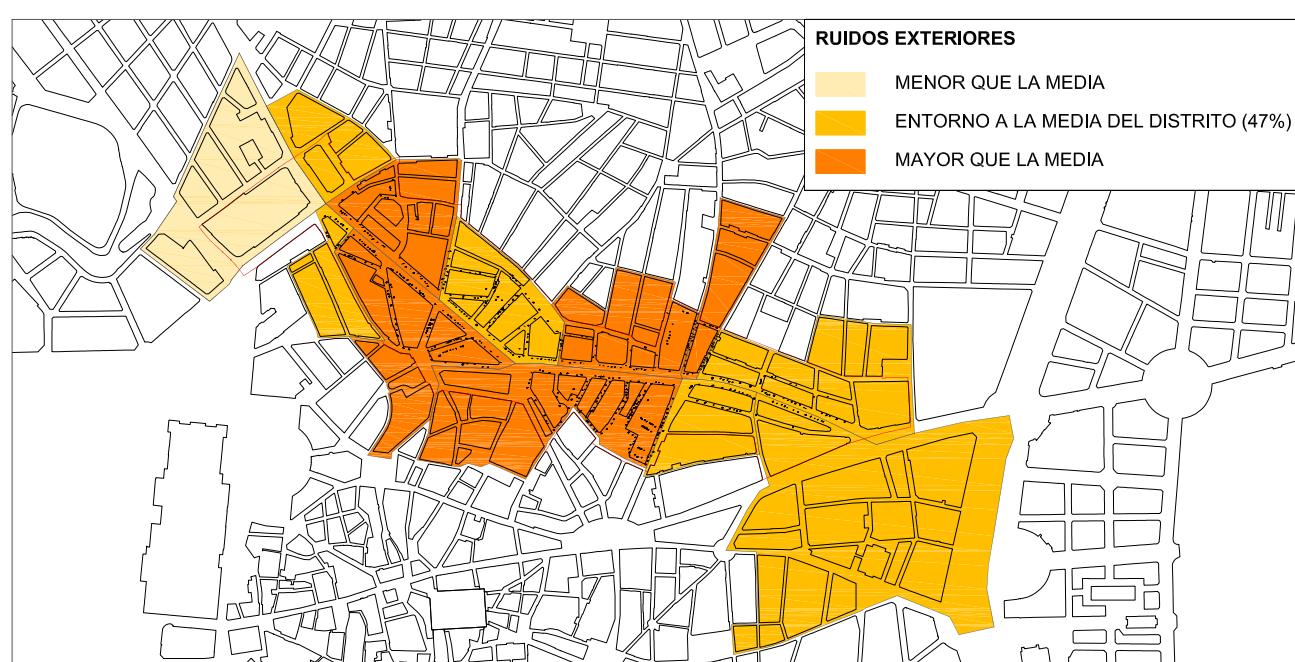 RUIDOS EXTERIORES
MENOR QUE LA MEDIA
ENTORNO A LA MEDIA DEL DISTRITO (47%)
MAYOR QUE LA MEDIA